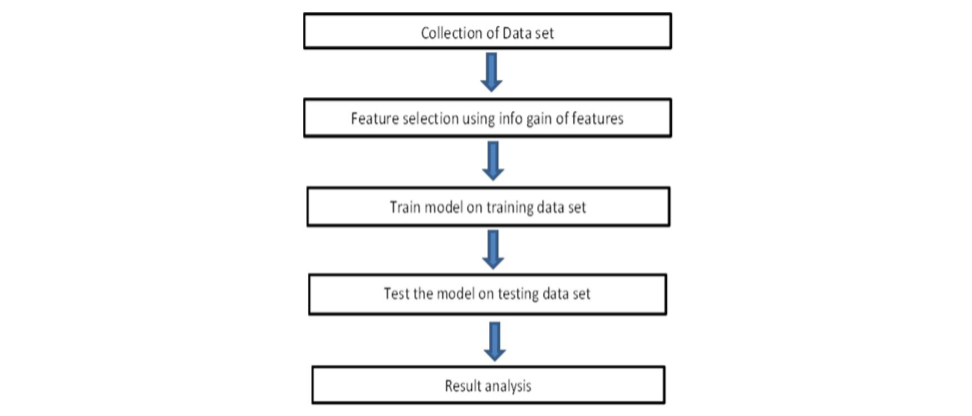 Collection of Data set
Feature selection using info gain of features
Train model on training data set
Test the model on testing data set
Result analysis